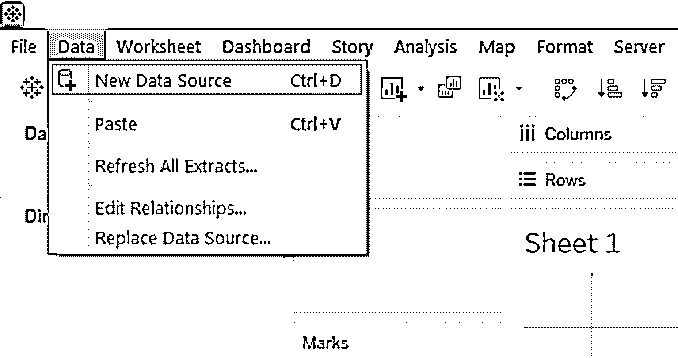 File Data Worksheet Dashboard Story Analysis Map Format Server
New Data Source Ctrl+D
Paste Ctrl+V
Refresh All Extracts...
Edit Relationships...
Replace Data Source...
Da
Dir
Columns
Rows
Sheet 1
Marks